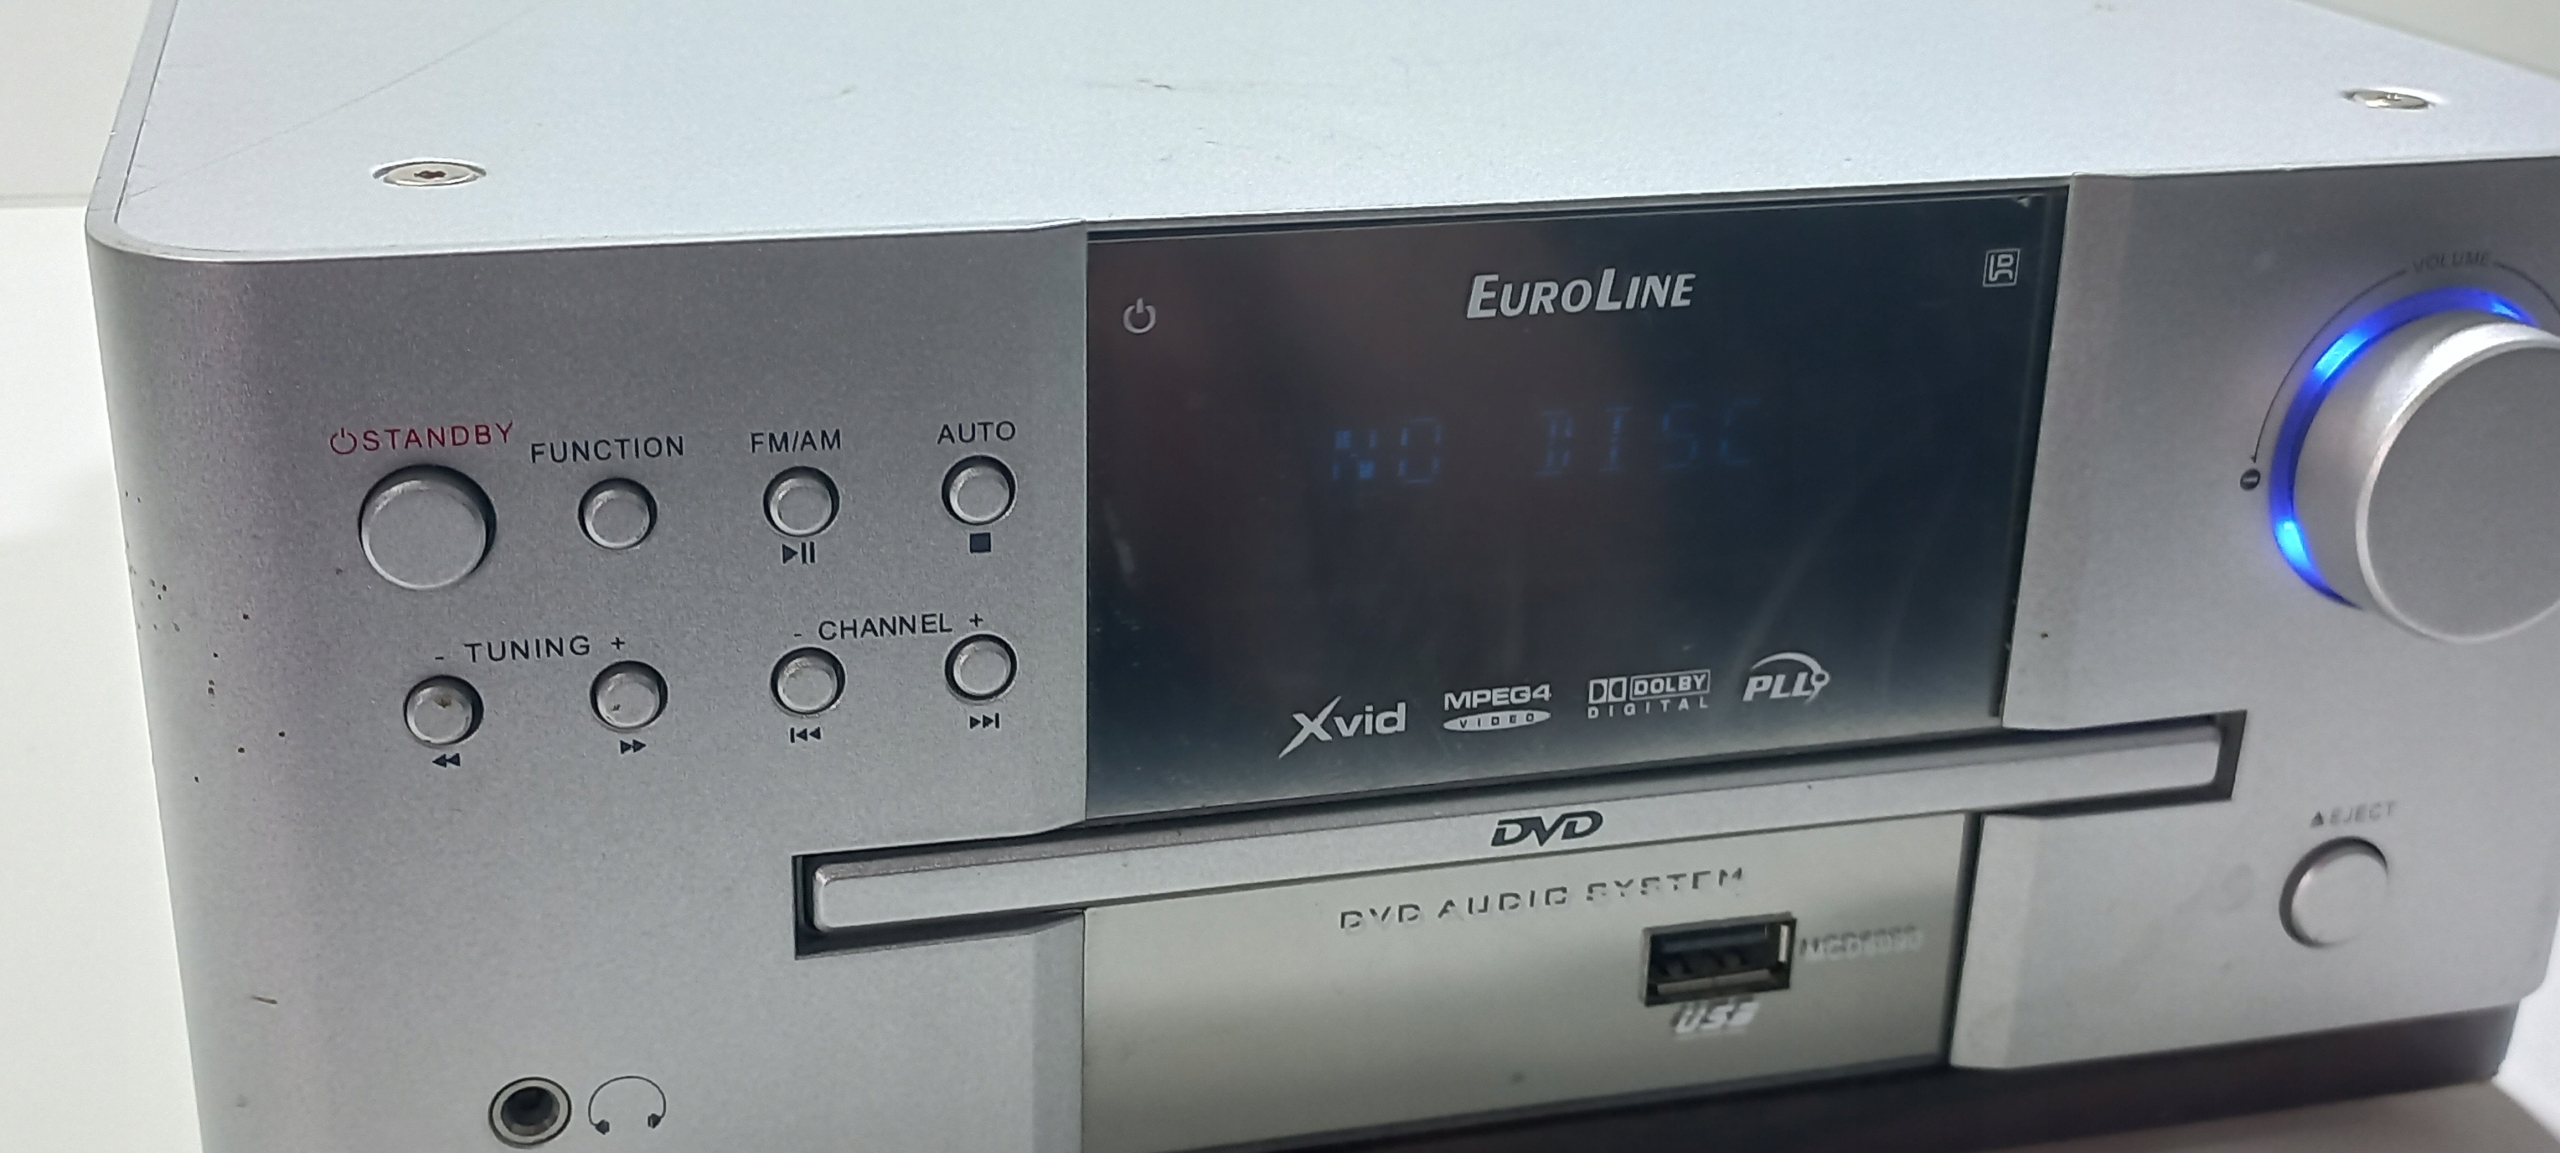 EUROLINE
VOLUME
STANDBY
FUNCTION
FM/AM
AUTO
NO DISC
- TUNING +
- CHANNEL +
Xvid
MPEG4
VIDEO
DOLBY
DIGITAL
PLL
DVD
EJECT
DVD AUDIO SYSTEM
USB